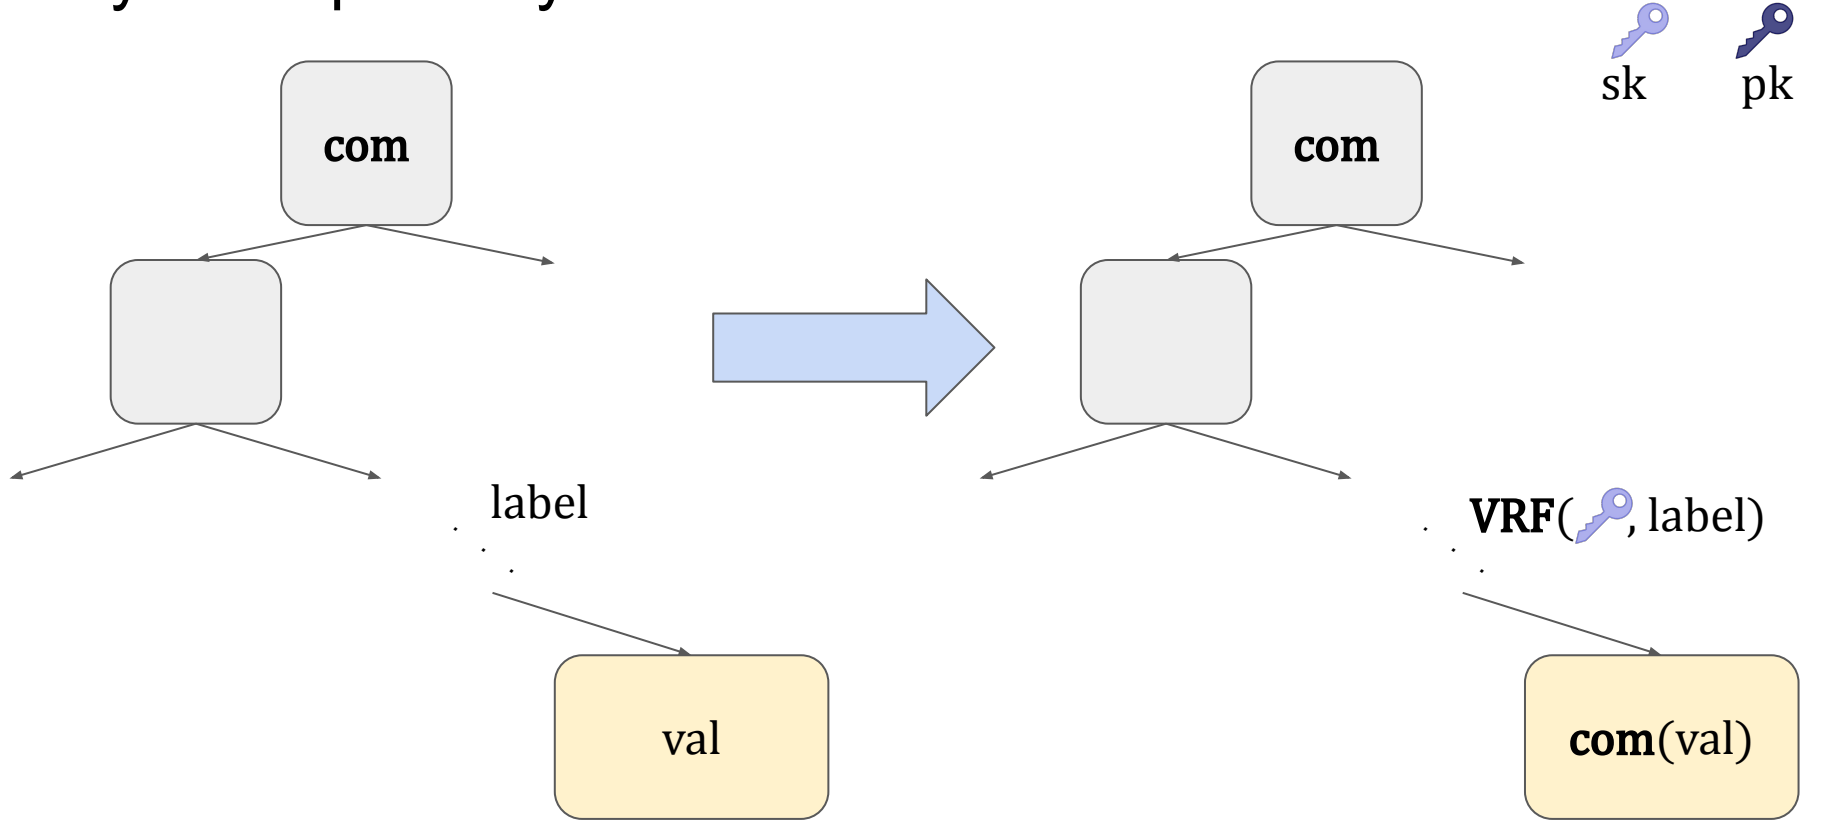 sk
pk
com
com
label
VRF( , label)
val
com(val)